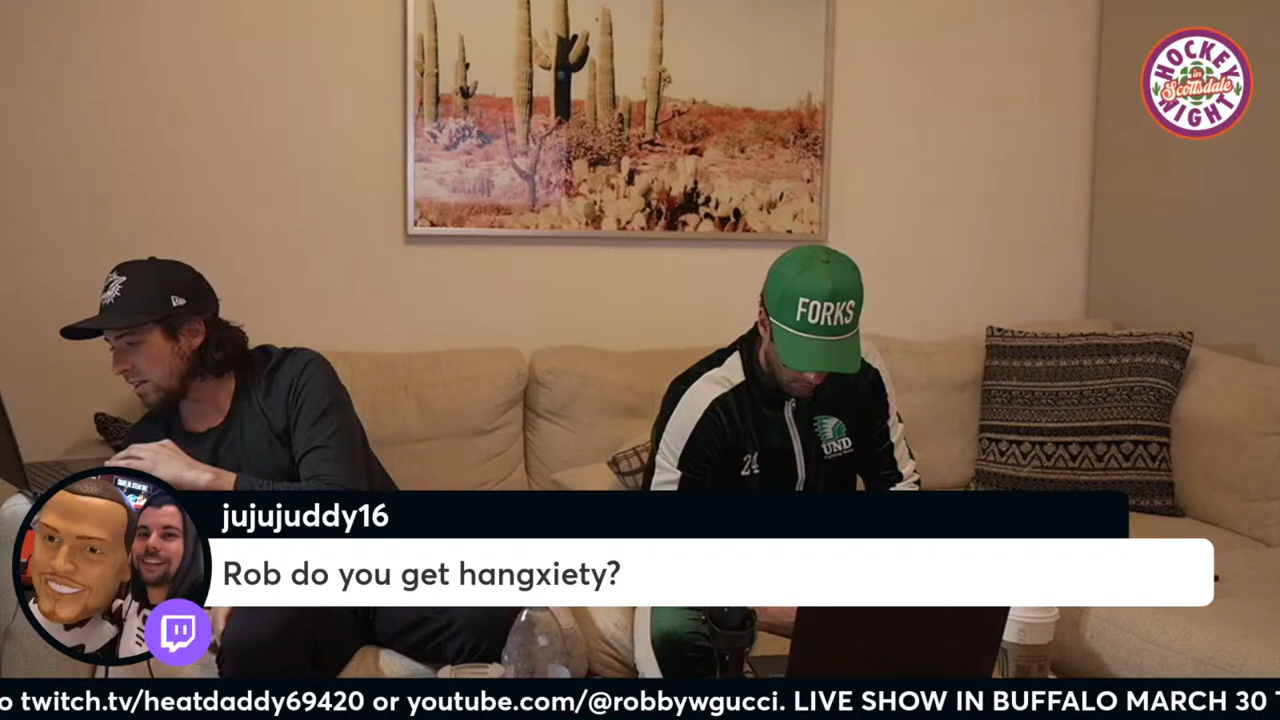 HOCKEY
in
Scottsdale
NIGHT
FORKS
UND
24
jujujuddy16
Rob do you get hangxiety?
o twitch.tv/heatdaddy69420 or youtube.com/@robbywgucci. LIVE SHOW IN BUFFALO MARCH 30